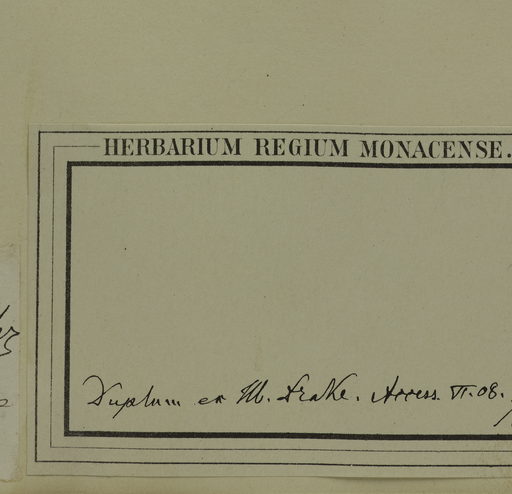 HERBARIUM REGIUM MONACENSE.
Duplum ex M. Drake. Access. VI. 08.